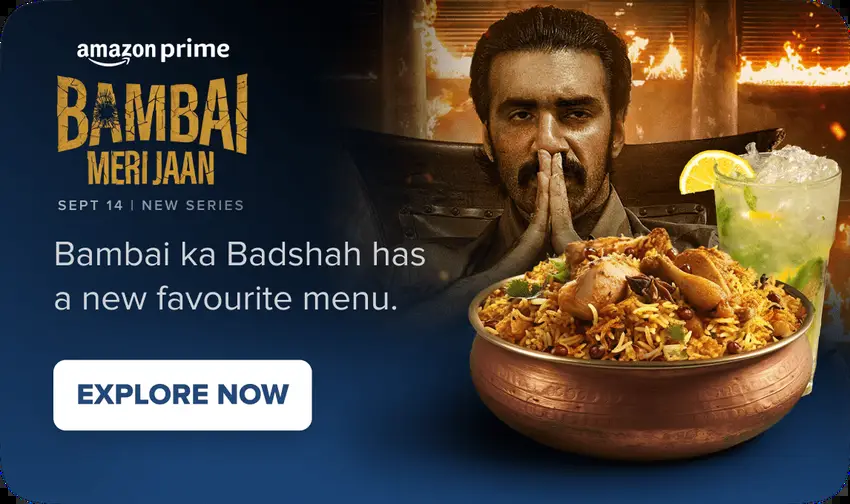 amazon prime
BAMBAI
MERI JAAN
SEPT 14 | NEW SERIES
Bambai ka Badshah has
a new favourite menu.
EXPLORE NOW